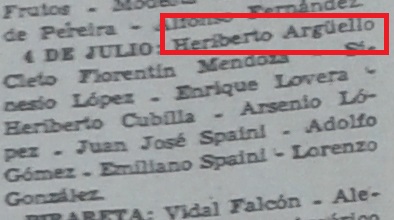 Frutos - Modesto
de Pereira - Alfonso Fernández
4 DE JULIO: Heriberto Argüello
Cleto Florentín Mendoza - Si-
nesio López - Enrique Lovera -
Heriberto Cubilla - Arsenio Ló-
pez - Juan José Spaini - Adolfo
Gómez - Emiliano Spaini - Lorenzo
González.
PIRARETA: Vidal Falcón - Ale-